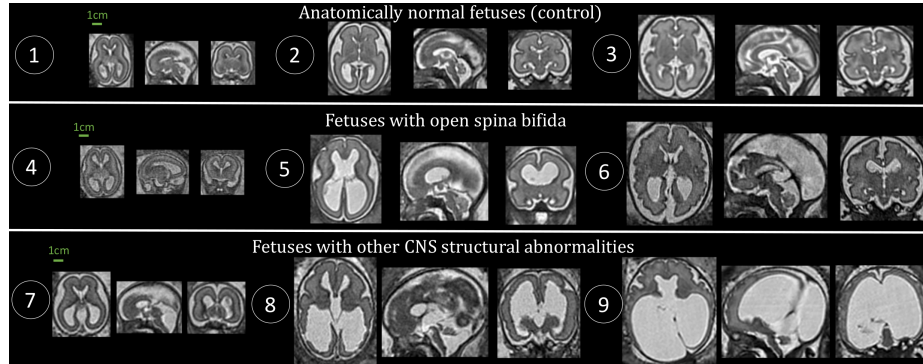 Anatomically normal fetuses (control)
1cm
1
2
3
Fetuses with open spina bifida
1cm
4
5
6
Fetuses with other CNS structural abnormalities
1cm
7
8
9